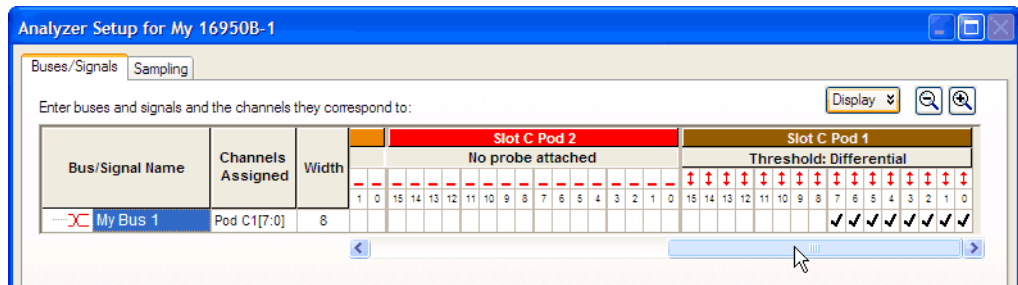 Analyzer Setup for My 16950B-1
Buses/Signals Sampling
Enter buses and signals and the channels they correspond to:
Display
Bus/Signal Name Channels Assigned Width Slot C Pod 2 Slot C Pod 1
No probe attached Threshold: Differential
1 0 15 14 13 12 11 10 9 8 7 6 5 4 3 2 1 0 15 14 13 12 11 10 9 8 7 6 5 4 3 2 1 0
My Bus 1 Pod C1[7:0] 8